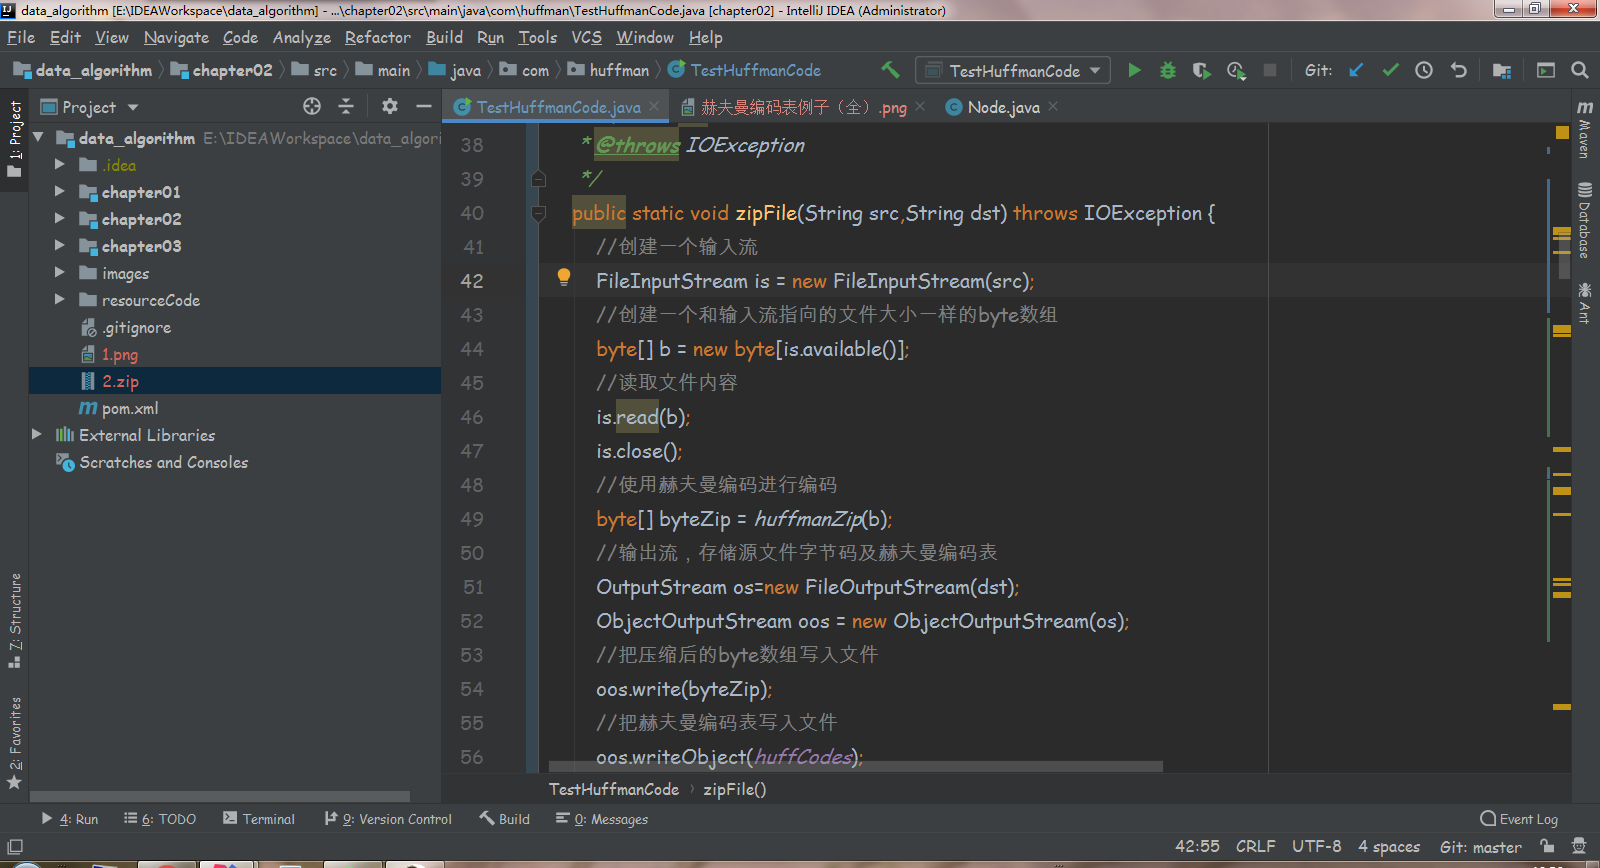 data_algorithm [E:\IDEAWorkspace\data_algorithm] - ...\chapter02\src\main\java\com\huffman\TestHuffmanCode.java [chapter02] - IntelliJ IDEA (Administrator)
File Edit View Navigate Code Analyze Refactor Build Run Tools VCS Window Help
data_algorithm chapter02 src main java com huffman TestHuffmanCode TestHuffmanCode Git:
Project TestHuffmanCode.java 赫夫曼编码表例子（全）.png Node.java
1: Project
data_algorithm E:\IDEAWorkspace\data_algori
.idea
chapter01
chapter02
chapter03
images
resourceCode
.gitignore
1.png
2.zip
pom.xml
External Libraries
Scratches and Consoles
7: Structure
2: Favorites
38 * @throws IOException
39 */
40 public static void zipFile(String src,String dst) throws IOException {
41 //创建一个输入流
42 FileInputStream is = new FileInputStream(src);
43 //创建一个和输入流指向的文件大小一样的byte数组
44 byte[] b = new byte[is.available()];
45 //读取文件内容
46 is.read(b);
47 is.close();
48 //使用赫夫曼编码进行编码
49 byte[] byteZip = huffmanZip(b);
50 //输出流，存储源文件字节码及赫夫曼编码表
51 OutputStream os=new FileOutputStream(dst);
52 ObjectOutputStream oos = new ObjectOutputStream(os);
53 //把压缩后的byte数组写入文件
54 oos.write(byteZip);
55 //把赫夫曼编码表写入文件
56 oos.writeObject(huffCodes);
Maven
Database
Ant
TestHuffmanCode › zipFile()
4: Run 6: TODO Terminal 9: Version Control Build 0: Messages Event Log
42:55 CRLF UTF-8 4 spaces Git: master